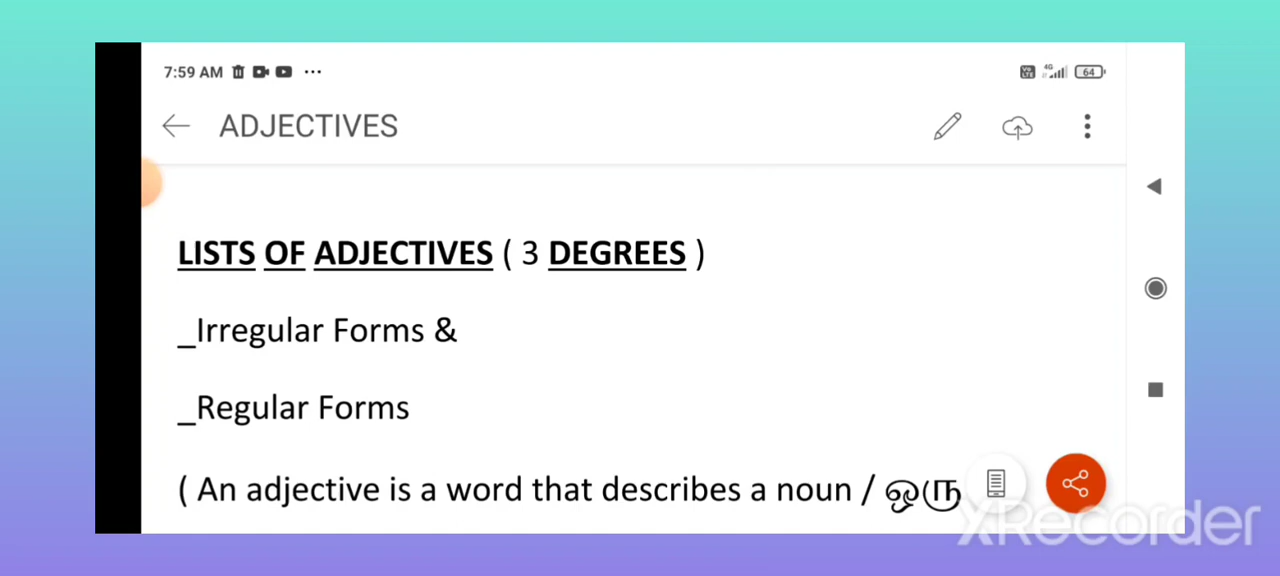 7:59 AM
4G
64
ADJECTIVES
LISTS OF ADJECTIVES ( 3 DEGREES )
_Irregular Forms &
_Regular Forms
( An adjective is a word that describes a noun / ஒரு
XRecorder